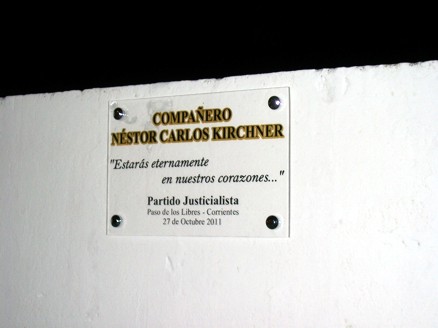 COMPAÑERO
NÉSTOR CARLOS KIRCHNER
"Estarás eternamente
en nuestros corazones..."
Partido Justicialista
Paso de los Libres - Corrientes
27 de Octubre 2011